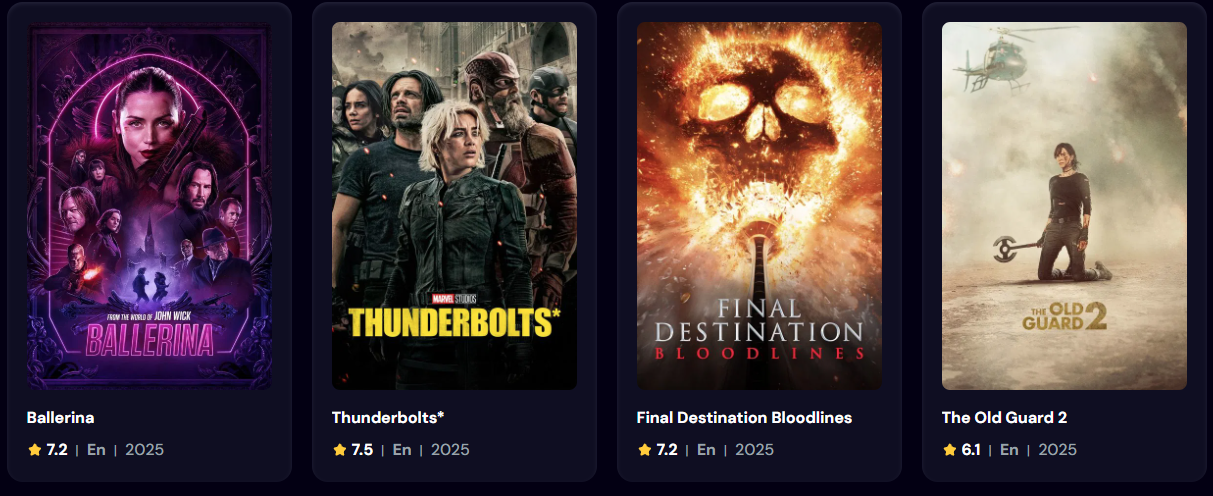 FROM THE WORLD OF JOHN WICK
BALLERINA
Ballerina
7.2 | En | 2025
MARVEL STUDIOS
THUNDERBOLTS*
Thunderbolts*
7.5 | En | 2025
FINAL
DESTINATION
BLOODLINES
Final Destination Bloodlines
7.2 | En | 2025
THE OLD
GUARD 2
The Old Guard 2
6.1 | En | 2025